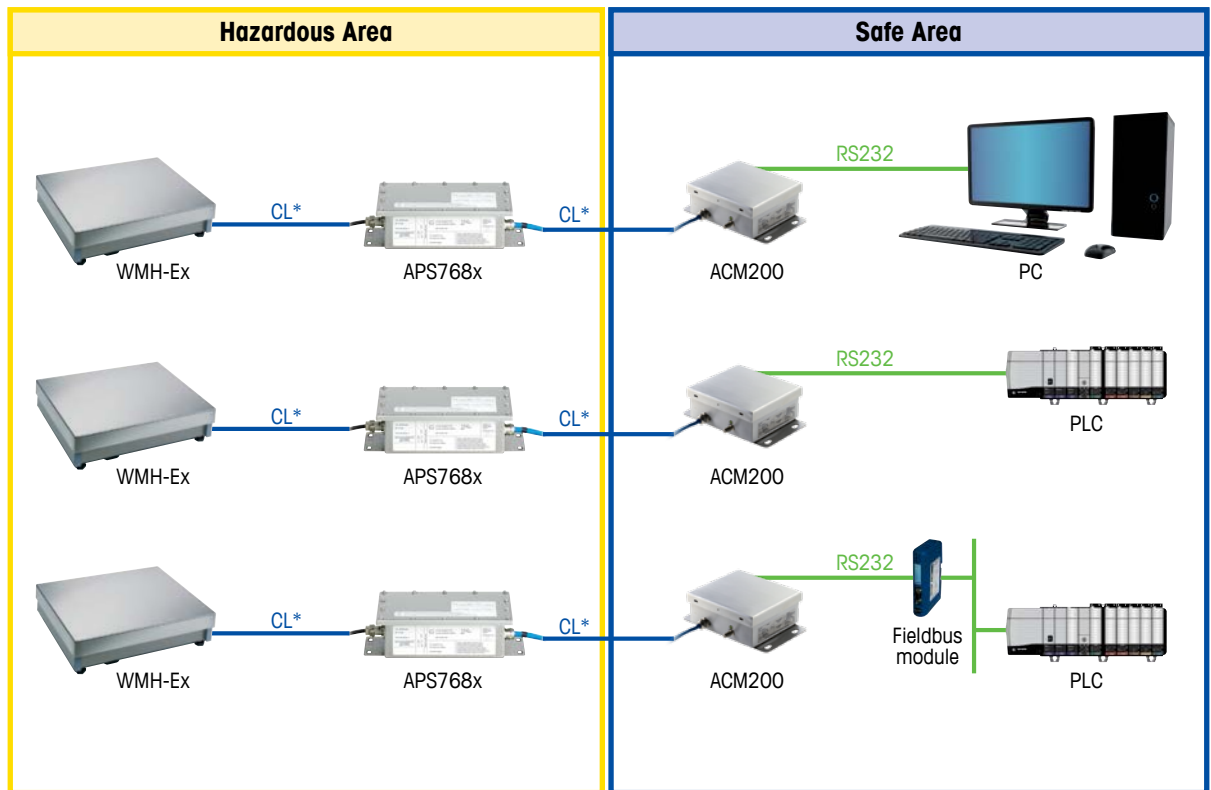 Hazardous Area
Safe Area
RS232
CL*
CL*
WMH-Ex
APS768x
ACM200
PC
RS232
CL*
CL*
WMH-Ex
APS768x
ACM200
PLC
RS232
CL*
CL*
Fieldbus
module
WMH-Ex
APS768x
ACM200
PLC